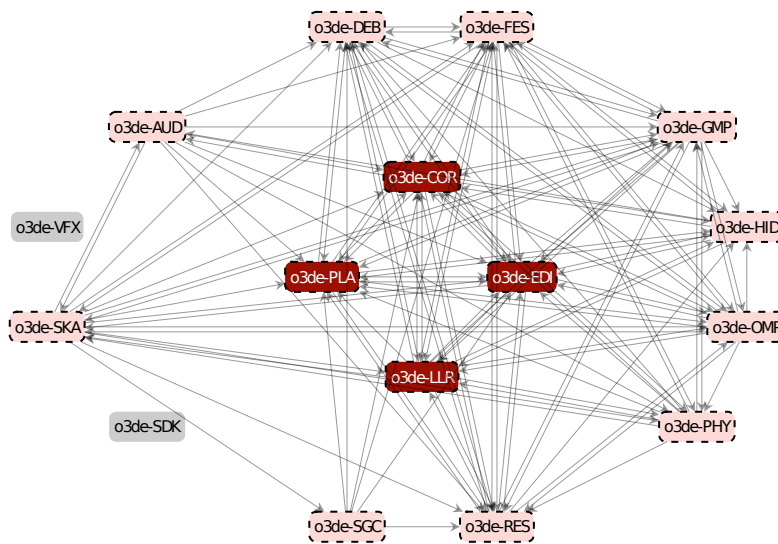 o3de-DEB
o3de-FES
o3de-AUD
o3de-GMP
o3de-COR
o3de-VFX
o3de-HID
o3de-PLA
o3de-EDI
o3de-SKA
o3de-OMP
o3de-LLR
o3de-SDK
o3de-PHY
o3de-SGC
o3de-RES